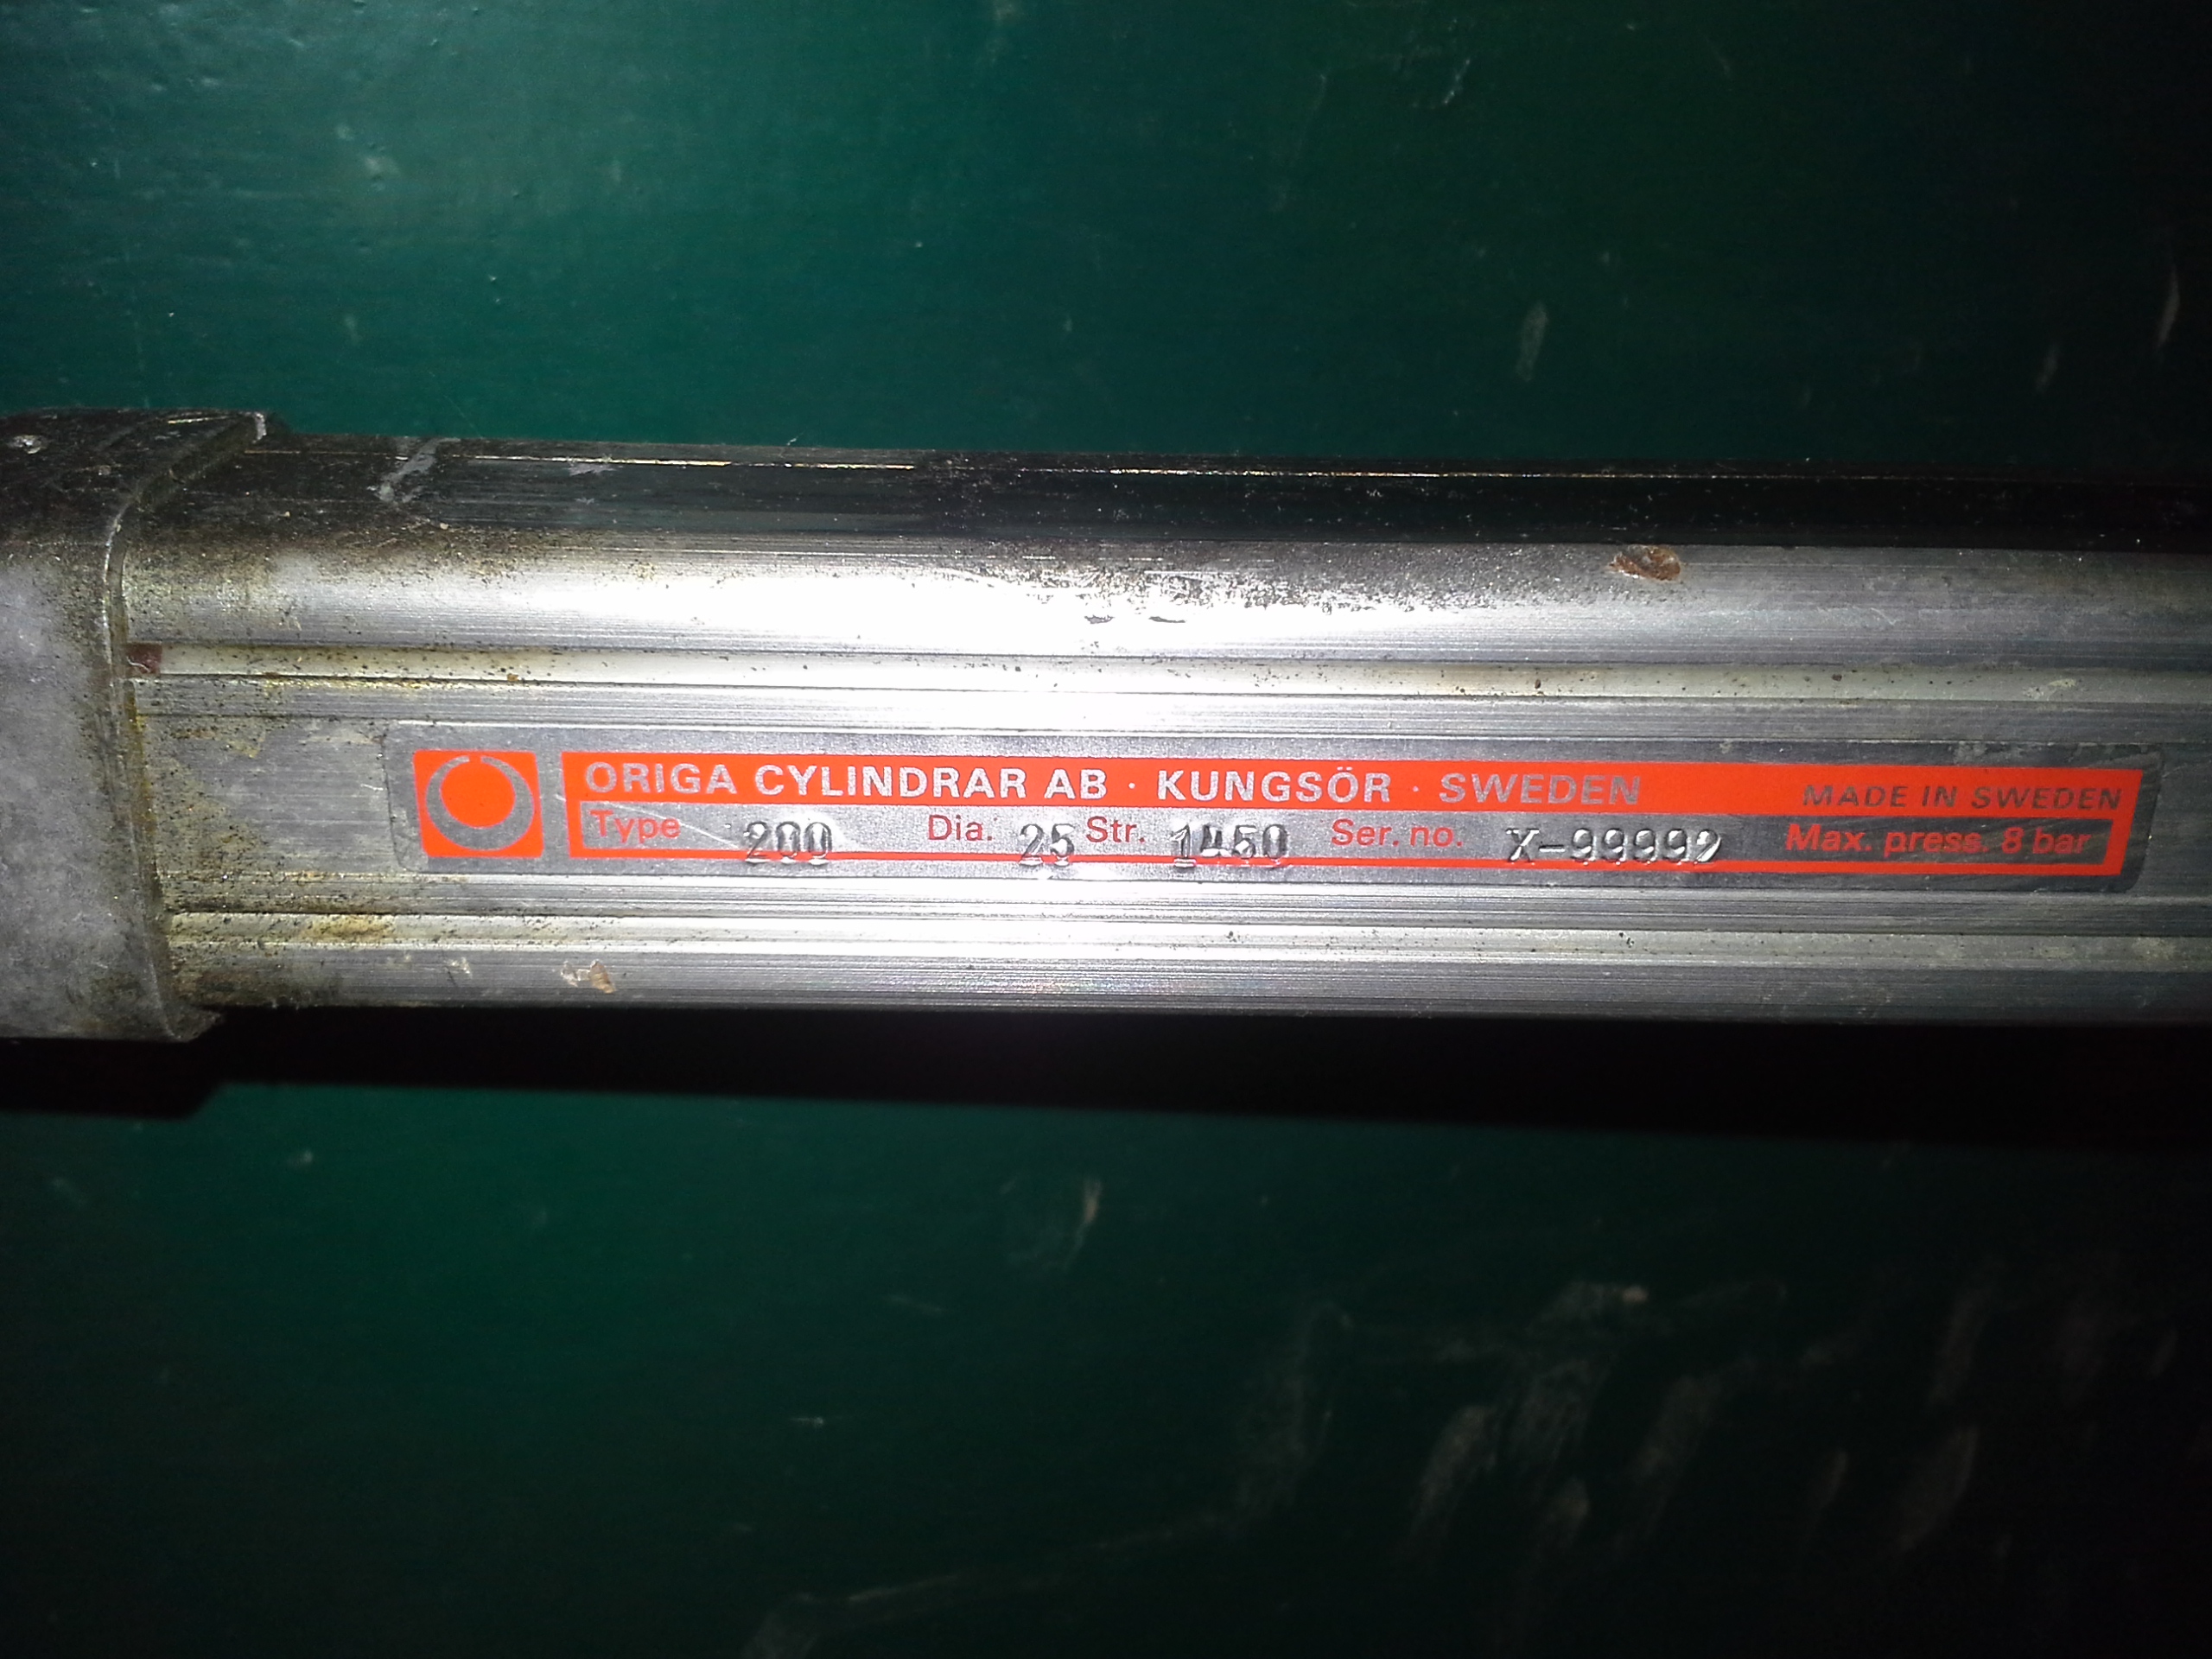 ORIGA CYLINDRAR AB · KUNGSÖR · SWEDEN MADE IN SWEDEN
Type 200 Dia. 25 Str. 1450 Ser. no. X-99992 Max. press. 8 bar